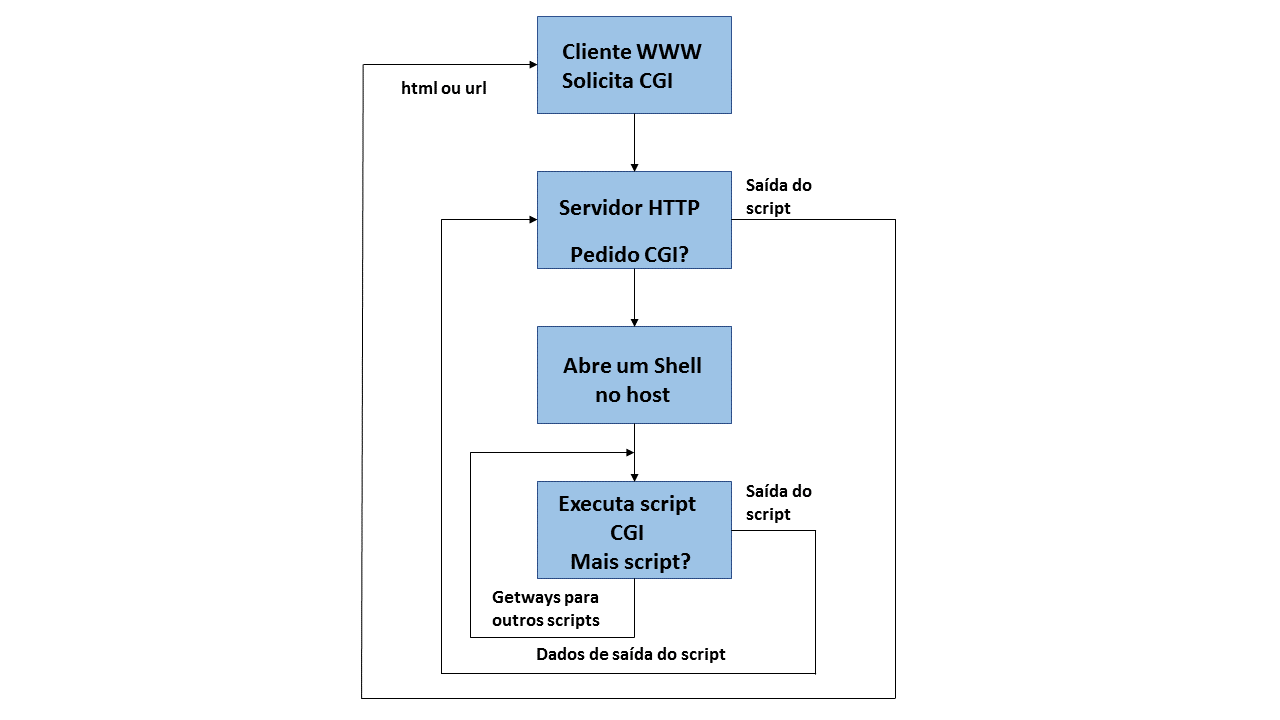 Cliente WWW
Solicita CGI
html ou url
Servidor HTTP
Pedido CGI?
Saída do
script
Abre um Shell
no host
Executa script
CGI
Mais script?
Saída do
script
Getways para
outros scripts
Dados de saída do script